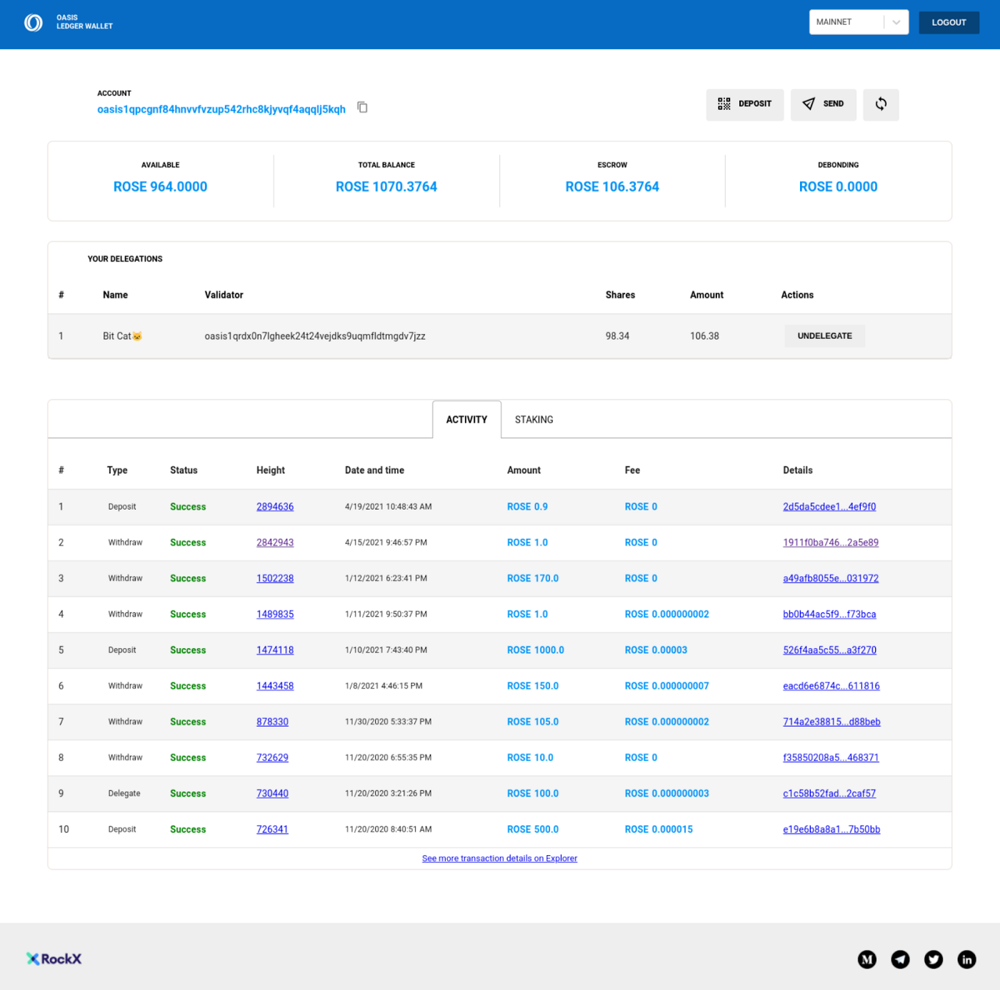 OASIS
LEDGER WALLET
MAINNET
LOGOUT
ACCOUNT
oasis1qpcgnf84hnvvfvzup542rhc8kjyvqf4aqqlj5kqh
DEPOSIT
SEND
AVAILABLE
TOTAL BALANCE
ESCROW
DEBONDING
ROSE 964.0000
ROSE 1070.3764
ROSE 106.3764
ROSE 0.0000
YOUR DELEGATIONS
# Name Validator Shares Amount Actions
1 Bit Cat🐱 oasis1qrdx0n7lgheek24t24vejdks9uqmfldtmgdv7jzz 98.34 106.38 UNDELEGATE
ACTIVITY STAKING
# Type Status Height Date and time Amount Fee Details
1 Deposit Success 2894636 4/19/2021 10:48:43 AM ROSE 0.9 ROSE 0 2d5da5cdee1...4ef9f0
2 Withdraw Success 2842943 4/15/2021 9:46:57 PM ROSE 1.0 ROSE 0 1911f0ba746...2a5e89
3 Withdraw Success 1502238 1/12/2021 6:23:41 PM ROSE 170.0 ROSE 0 a49afb8055e...031972
4 Withdraw Success 1489835 1/11/2021 9:50:37 PM ROSE 1.0 ROSE 0.000000002 bb0b44ac5f9...f73bca
5 Deposit Success 1474118 1/10/2021 7:43:40 PM ROSE 1000.0 ROSE 0.00003 526f4aa5c55...a3f270
6 Withdraw Success 1443458 1/8/2021 4:46:15 PM ROSE 150.0 ROSE 0.000000007 eacd6e6874c...611816
7 Withdraw Success 878330 11/30/2020 5:33:37 PM ROSE 105.0 ROSE 0.000000002 714a2e38815...d88beb
8 Withdraw Success 732629 11/20/2020 6:55:35 PM ROSE 10.0 ROSE 0 f35850208a5...468371
9 Delegate Success 730440 11/20/2020 3:21:26 PM ROSE 100.0 ROSE 0.000000003 c1c58b52fad...2caf57
10 Deposit Success 726341 11/20/2020 8:40:51 AM ROSE 500.0 ROSE 0.000015 e19e6b8a8a1...7b50bb
See more transaction details on Explorer
RockX